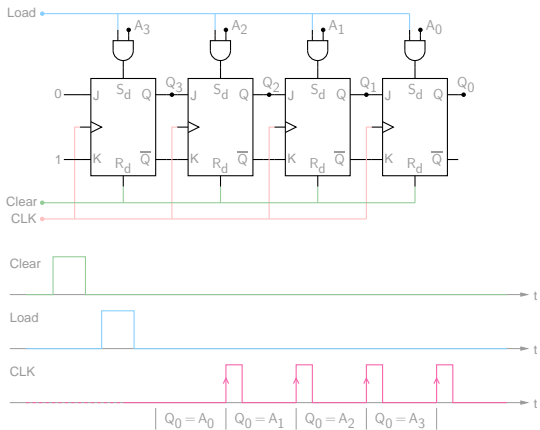 Load
A3 A2 A1 A0
Sd Sd Sd Sd
0 J Q Q3 J Q Q2 J Q Q1 J Q Q0
1 K Q̅ K Q̅ K Q̅ K Q̅
Rd Rd Rd Rd
Clear
CLK
Clear
t
Load
t
CLK
t
Q0 = A0 Q0 = A1 Q0 = A2 Q0 = A3